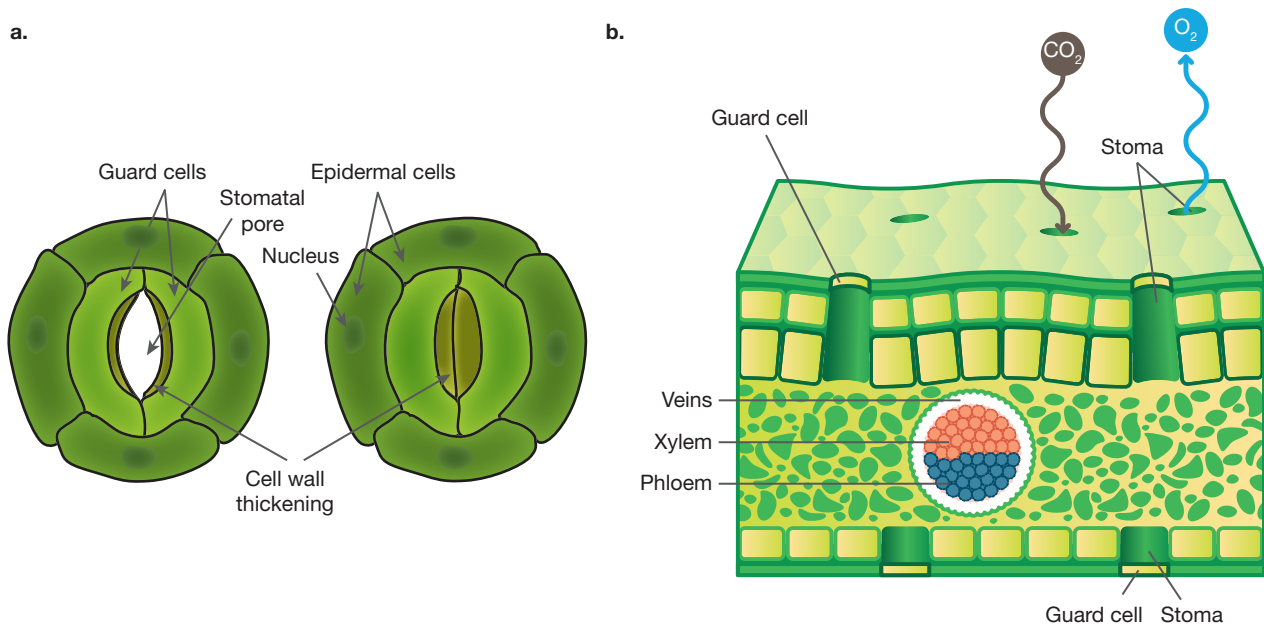 a.
Guard cells
Stomatal
pore
Epidermal cells
Nucleus
Cell wall
thickening
b.
CO₂
O₂
Guard cell
Stoma
Veins
Xylem
Phloem
Guard cell
Stoma